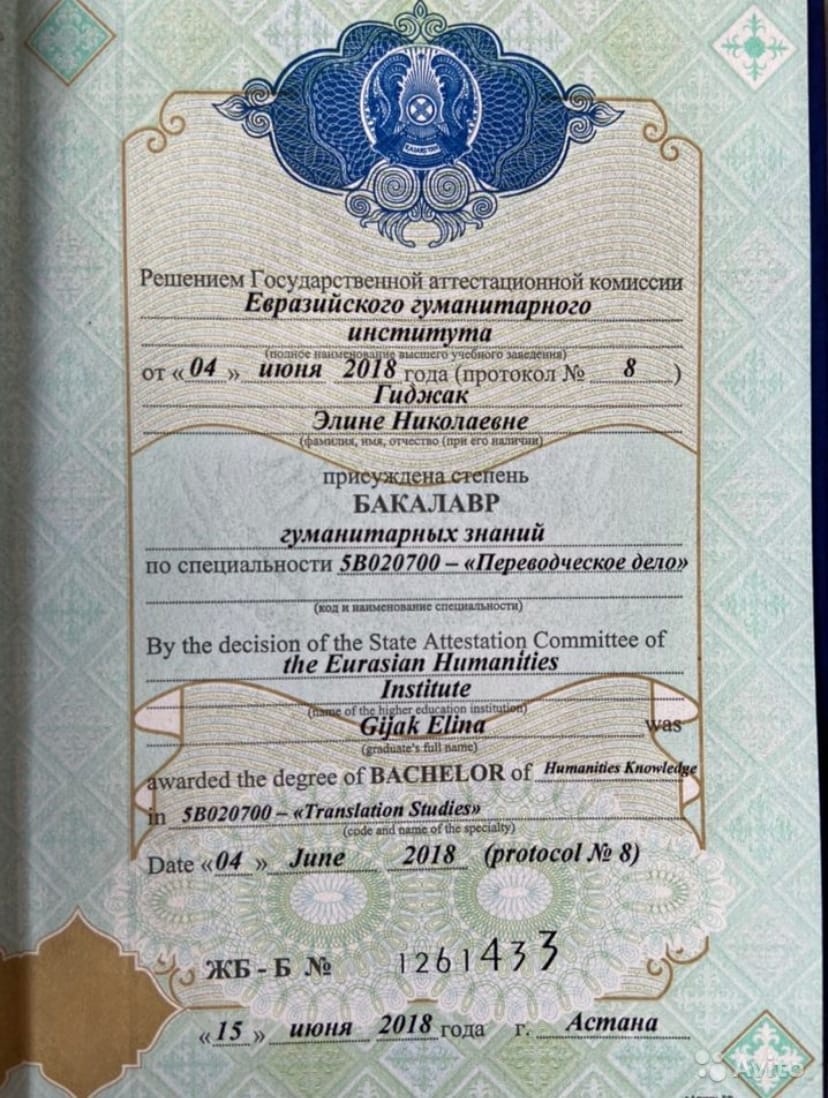 ҚАЗАҚСТАН
Решением Государственной аттестационной комиссии
Евразийского гуманитарного
института
(полное наименование высшего учебного заведения)
от «04» июня 2018 года (протокол № 8)
Гиджак
Элине Николаевне
(фамилия, имя, отчество (при его наличии)
присуждена степень
БАКАЛАВР
гуманитарных знаний
по специальности 5В020700 – «Переводческое дело»
(код и наименование специальности)
By the decision of the State Attestation Committee of
the Eurasian Humanities
Institute
(name of the higher education institution)
Gijak Elina was
(graduate's full name)
awarded the degree of BACHELOR of Humanities Knowledge
in 5B020700 – «Translation Studies»
(code and name of the specialty)
Date «04» June 2018 (protocol № 8)
ЖБ - Б № 1261433
«15» июня 2018 года г. Астана
Avito